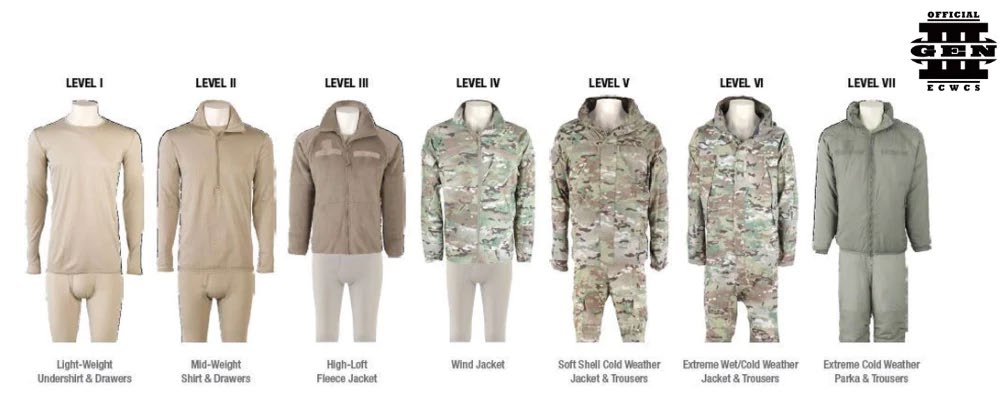 OFFICIAL
III
GEN
ECWCS
LEVEL I
LEVEL II
LEVEL III
LEVEL IV
LEVEL V
LEVEL VI
LEVEL VII
Light-Weight
Undershirt & Drawers
Mid-Weight
Shirt & Drawers
High-Loft
Fleece Jacket
Wind Jacket
Soft Shell Cold Weather
Jacket & Trousers
Extreme Wet/Cold Weather
Jacket & Trousers
Extreme Cold Weather
Parka & Trousers